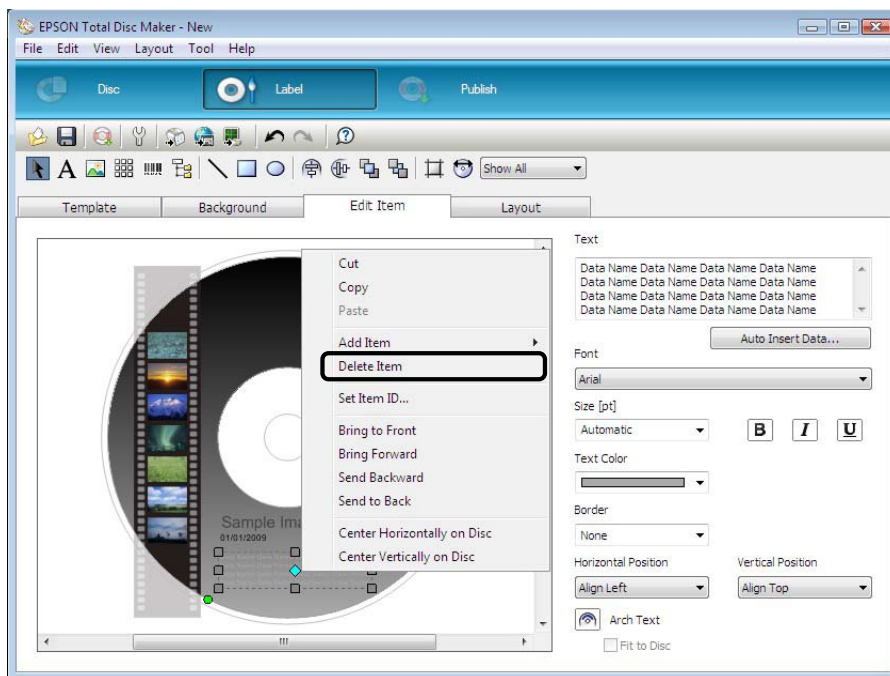 EPSON Total Disc Maker - New
File Edit View Layout Tool Help
Disc Label Publish
A Show All
Template Background Edit Item Layout
Cut
Copy
Paste
Add Item
Delete Item
Set Item ID...
Bring to Front
Bring Forward
Send Backward
Send to Back
Center Horizontally on Disc
Center Vertically on Disc
Sample Ima
01/01/2009
Text
Data Name Data Name Data Name Data Name
Data Name Data Name Data Name Data Name
Data Name Data Name Data Name Data Name
Data Name Data Name Data Name Data Name
Auto Insert Data...
Font
Arial
Size [pt]
Automatic B I U
Text Color
Border
None
Horizontal Position Vertical Position
Align Left Align Top
Arch Text
Fit to Disc